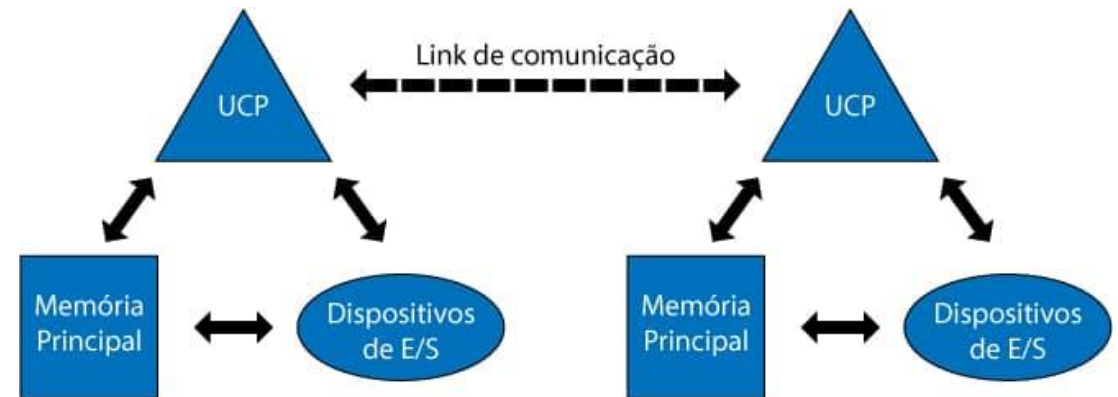 Link de comunicação
UCP
UCP
Memória
Principal
Dispositivos
de E/S
Memória
Principal
Dispositivos
de E/S